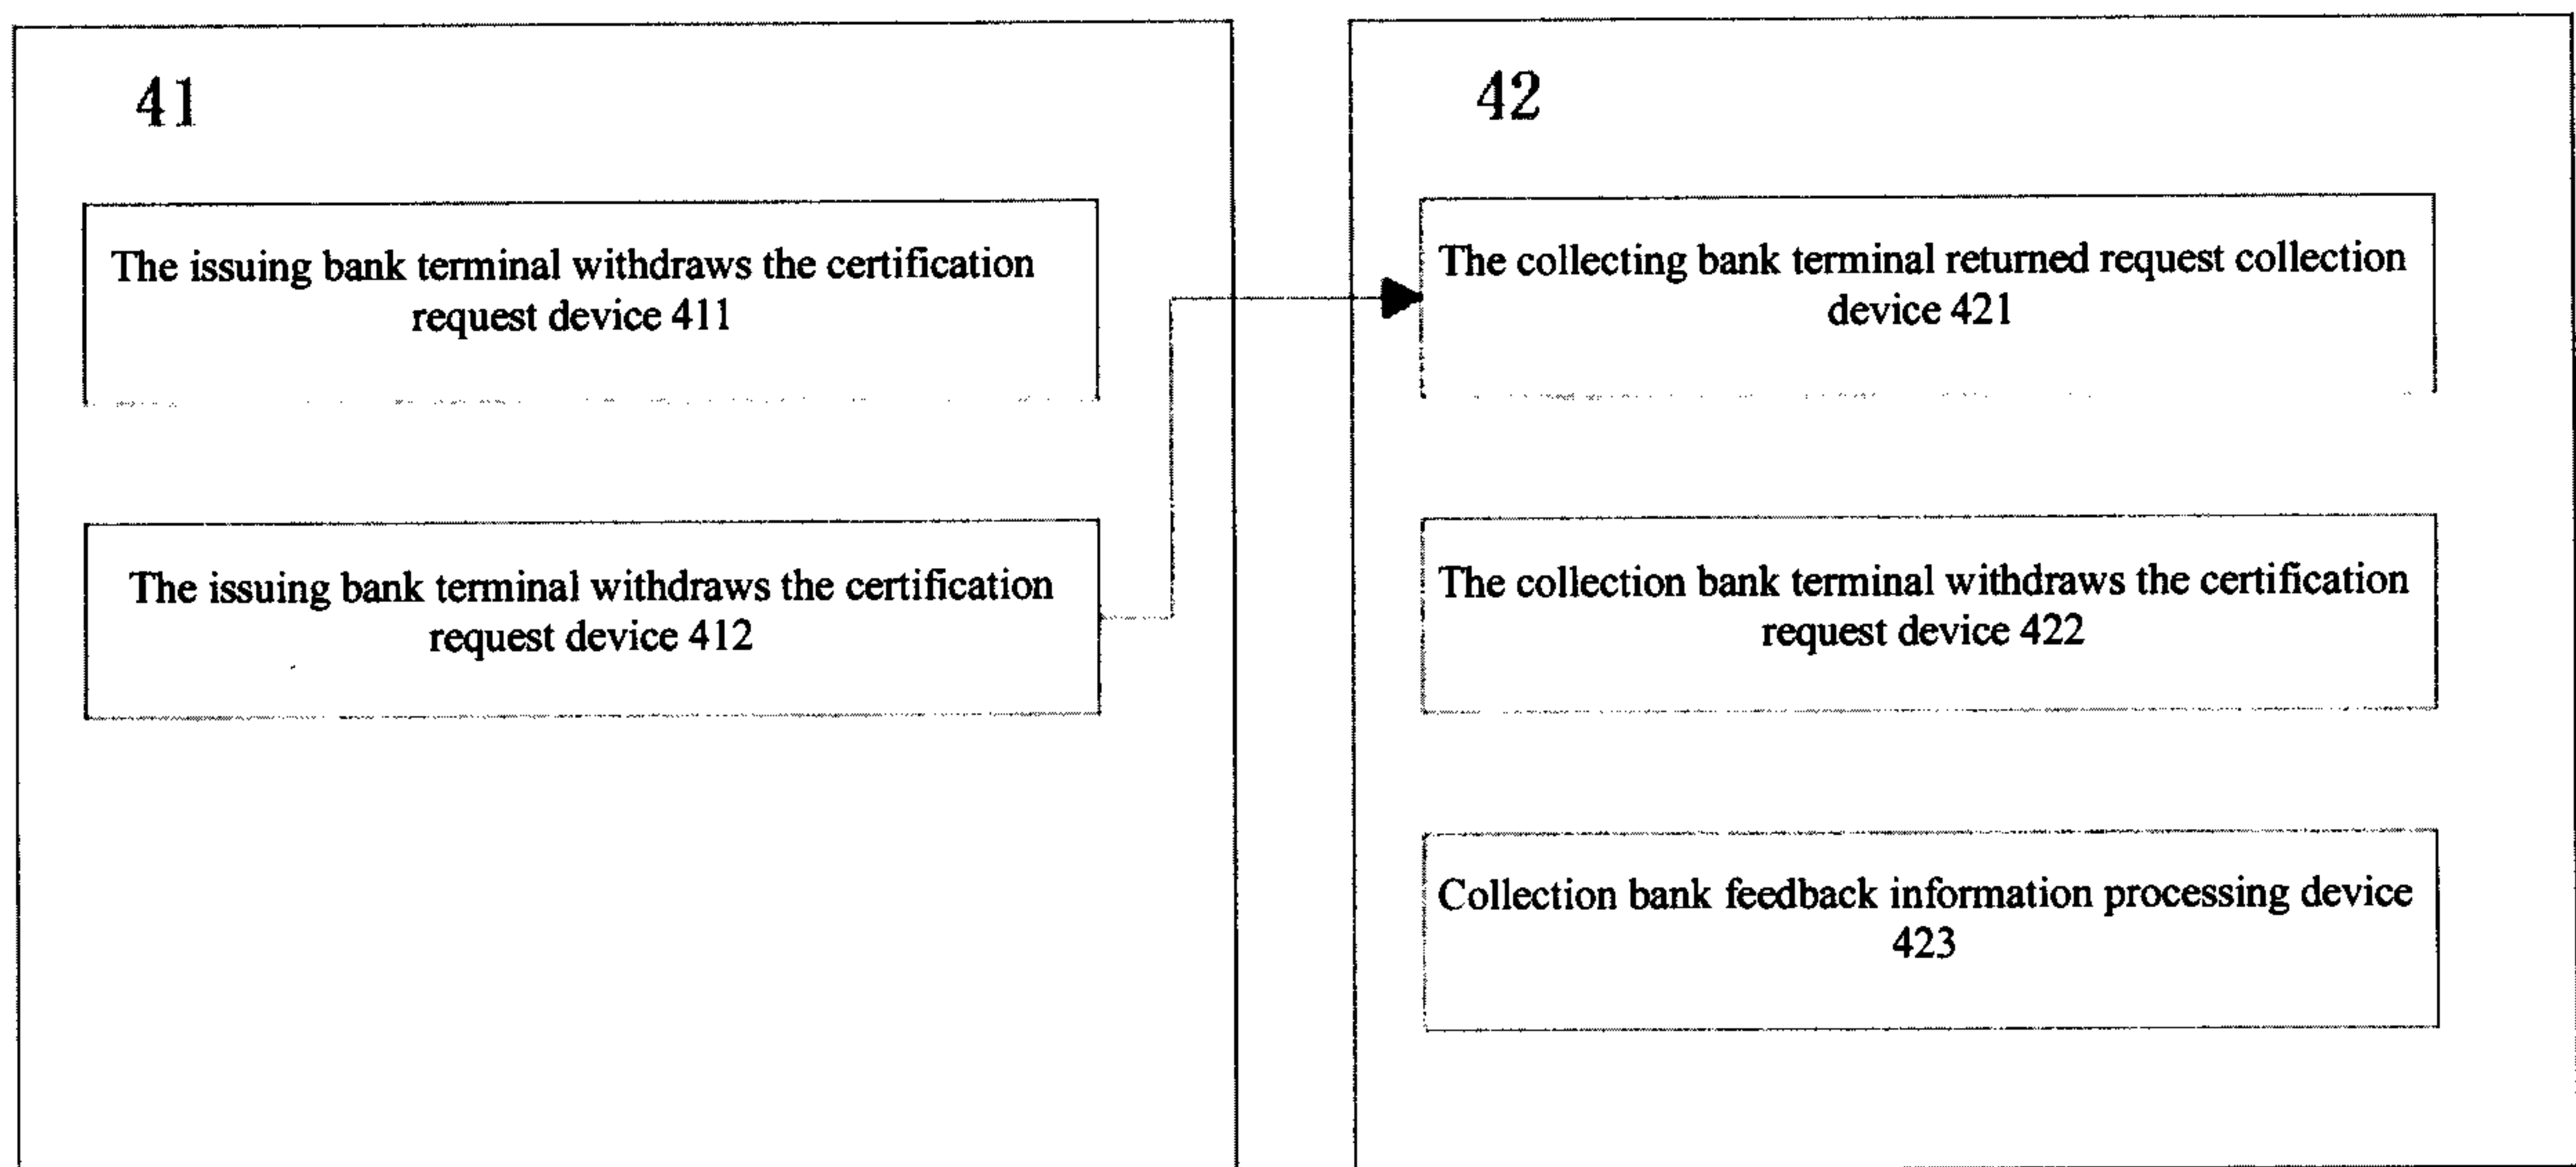 41
The issuing bank terminal withdraws the certification
request device 411
The issuing bank terminal withdraws the certification
request device 412
42
The collecting bank terminal returned request collection
device 421
The collection bank terminal withdraws the certification
request device 422
Collection bank feedback information processing device
423